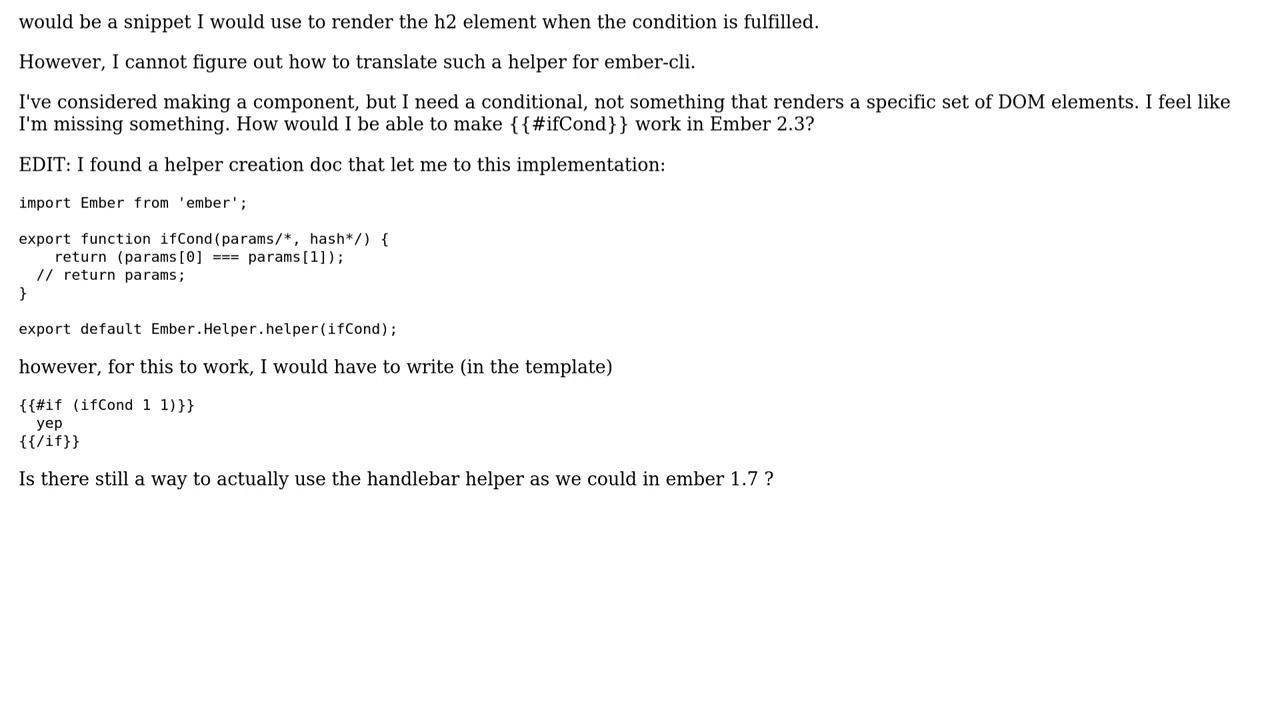 would be a snippet I would use to render the h2 element when the condition is fulfilled.
However, I cannot figure out how to translate such a helper for ember-cli.
I've considered making a component, but I need a conditional, not something that renders a specific set of DOM elements. I feel like
I'm missing something. How would I be able to make {{#ifCond}} work in Ember 2.3?
EDIT: I found a helper creation doc that let me to this implementation:
import Ember from 'ember';
export function ifCond(params/*, hash*/) {
    return (params[0] === params[1]);
  // return params;
}
export default Ember.Helper.helper(ifCond);
however, for this to work, I would have to write (in the template)
{{#if (ifCond 1 1)}}
  yep
{{/if}}
Is there still a way to actually use the handlebar helper as we could in ember 1.7 ?